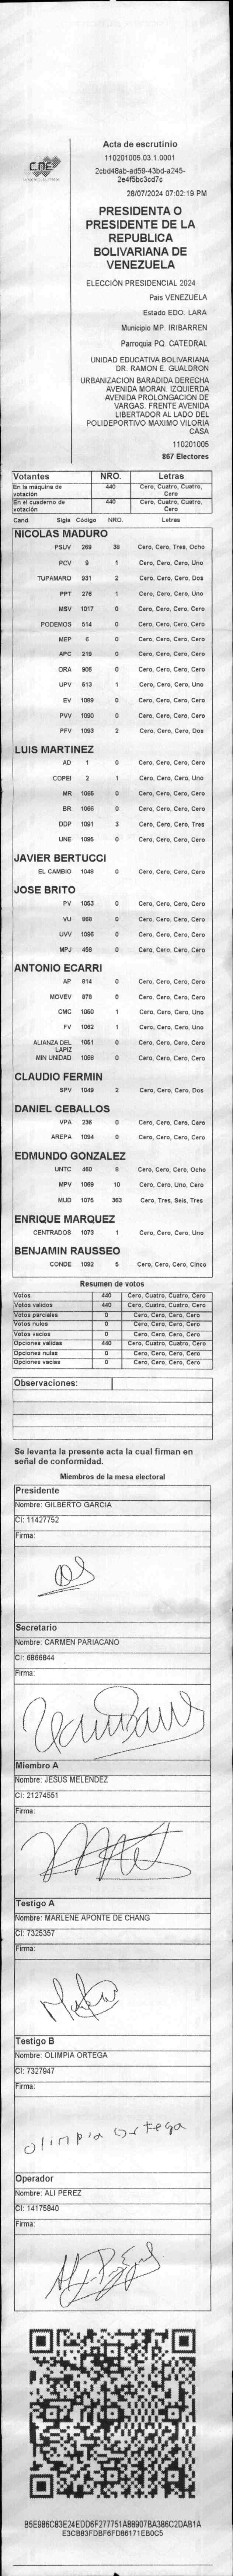 CNE
Acta de escrutinio
110201005.03.1.0001
2cbd48ab-ad59-43bd-a245-
2e4f5bc3cd7c
28/07/2024 07:02:19 PM
PRESIDENTA O
PRESIDENTE DE LA
REPUBLICA
BOLIVARIANA DE
VENEZUELA
ELECCIÓN PRESIDENCIAL 2024
Pais VENEZUELA
Estado EDO. LARA
Municipio MP. IRIBARREN
Parroquia PQ. CATEDRAL
UNIDAD EDUCATIVA BOLIVARIANA
DR. RAMON E. GUALDRON
URBANIZACION BARADIDA DERECHA
AVENIDA MORAN. IZQUIERDA
AVENIDA PROLONGACION DE
VARGAS. FRENTE AVENIDA
LIBERTADOR AL LADO DEL
POLIDEPORTIVO MAXIMO VILORIA
CASA
110201005
867 Electores
Votantes NRO. Letras
En la máquina de votación 440 Cero, Cuatro, Cuatro, Cero
En el cuaderno de votación 440 Cero, Cuatro, Cuatro, Cero
Cand. Sigla Código NRO. Letras
NICOLAS MADURO
PSUV 269 38 Cero, Cero, Tres, Ocho
PCV 9 1 Cero, Cero, Cero, Uno
TUPAMARO 931 2 Cero, Cero, Cero, Dos
PPT 276 1 Cero, Cero, Cero, Uno
MSV 1017 0 Cero, Cero, Cero, Cero
PODEMOS 514 0 Cero, Cero, Cero, Cero
MEP 6 0 Cero, Cero, Cero, Cero
APC 219 0 Cero, Cero, Cero, Cero
ORA 906 0 Cero, Cero, Cero, Cero
UPV 513 1 Cero, Cero, Cero, Uno
EV 1089 0 Cero, Cero, Cero, Cero
PVV 1090 0 Cero, Cero, Cero, Cero
PFV 1093 2 Cero, Cero, Cero, Dos
LUIS MARTINEZ
AD 1 0 Cero, Cero, Cero, Cero
COPEI 2 1 Cero, Cero, Cero, Uno
MR 1065 0 Cero, Cero, Cero, Cero
BR 1066 0 Cero, Cero, Cero, Cero
DDP 1091 3 Cero, Cero, Cero, Tres
UNE 1095 0 Cero, Cero, Cero, Cero
JAVIER BERTUCCI
EL CAMBIO 1048 0 Cero, Cero, Cero, Cero
JOSE BRITO
PV 1053 0 Cero, Cero, Cero, Cero
VU 968 0 Cero, Cero, Cero, Cero
UVV 1096 0 Cero, Cero, Cero, Cero
MPJ 458 0 Cero, Cero, Cero, Cero
ANTONIO ECARRI
AP 914 0 Cero, Cero, Cero, Cero
MOVEV 978 0 Cero, Cero, Cero, Cero
CMC 1050 1 Cero, Cero, Cero, Uno
FV 1062 1 Cero, Cero, Cero, Uno
ALIANZA DEL LAPIZ 1051 0 Cero, Cero, Cero, Cero
MIN UNIDAD 1068 0 Cero, Cero, Cero, Cero
CLAUDIO FERMIN
SPV 1049 2 Cero, Cero, Cero, Dos
DANIEL CEBALLOS
VPA 236 0 Cero, Cero, Cero, Cero
AREPA 1094 0 Cero, Cero, Cero, Cero
EDMUNDO GONZALEZ
UNTC 460 8 Cero, Cero, Cero, Ocho
MPV 1069 10 Cero, Cero, Uno, Cero
MUD 1075 363 Cero, Tres, Seis, Tres
ENRIQUE MARQUEZ
CENTRADOS 1073 1 Cero, Cero, Cero, Uno
BENJAMIN RAUSSEO
CONDE 1092 5 Cero, Cero, Cero, Cinco
Resumen de votos
Votos 440 Cero, Cuatro, Cuatro, Cero
Votos validos 440 Cero, Cuatro, Cuatro, Cero
Votos parciales 0 Cero, Cero, Cero, Cero
Votos nulos 0 Cero, Cero, Cero, Cero
Votos vacios 0 Cero, Cero, Cero, Cero
Opciones validas 440 Cero, Cuatro, Cuatro, Cero
Opciones nulas 0 Cero, Cero, Cero, Cero
Opciones vacias 0 Cero, Cero, Cero, Cero
Observaciones:
Se levanta la presente acta la cual firman en
señal de conformidad.
Miembros de la mesa electoral
Presidente
Nombre: GILBERTO GARCIA
CI: 11427752
Firma:
Secretario
Nombre: CARMEN PARIACANO
CI: 6866844
Firma:
Miembro A
Nombre: JESUS MELENDEZ
CI: 21274551
Firma:
Testigo A
Nombre: MARLENE APONTE DE CHANG
CI: 7325357
Firma:
Testigo B
Nombre: OLIMPIA ORTEGA
CI: 7327947
Firma:
olimpia ortega
Operador
Nombre: ALI PEREZ
CI: 14175840
Firma:
B5E986C83E24EDD6F277751A88907BA386C2DAB1A
E3CB83FDBF6FD86171EB0C5